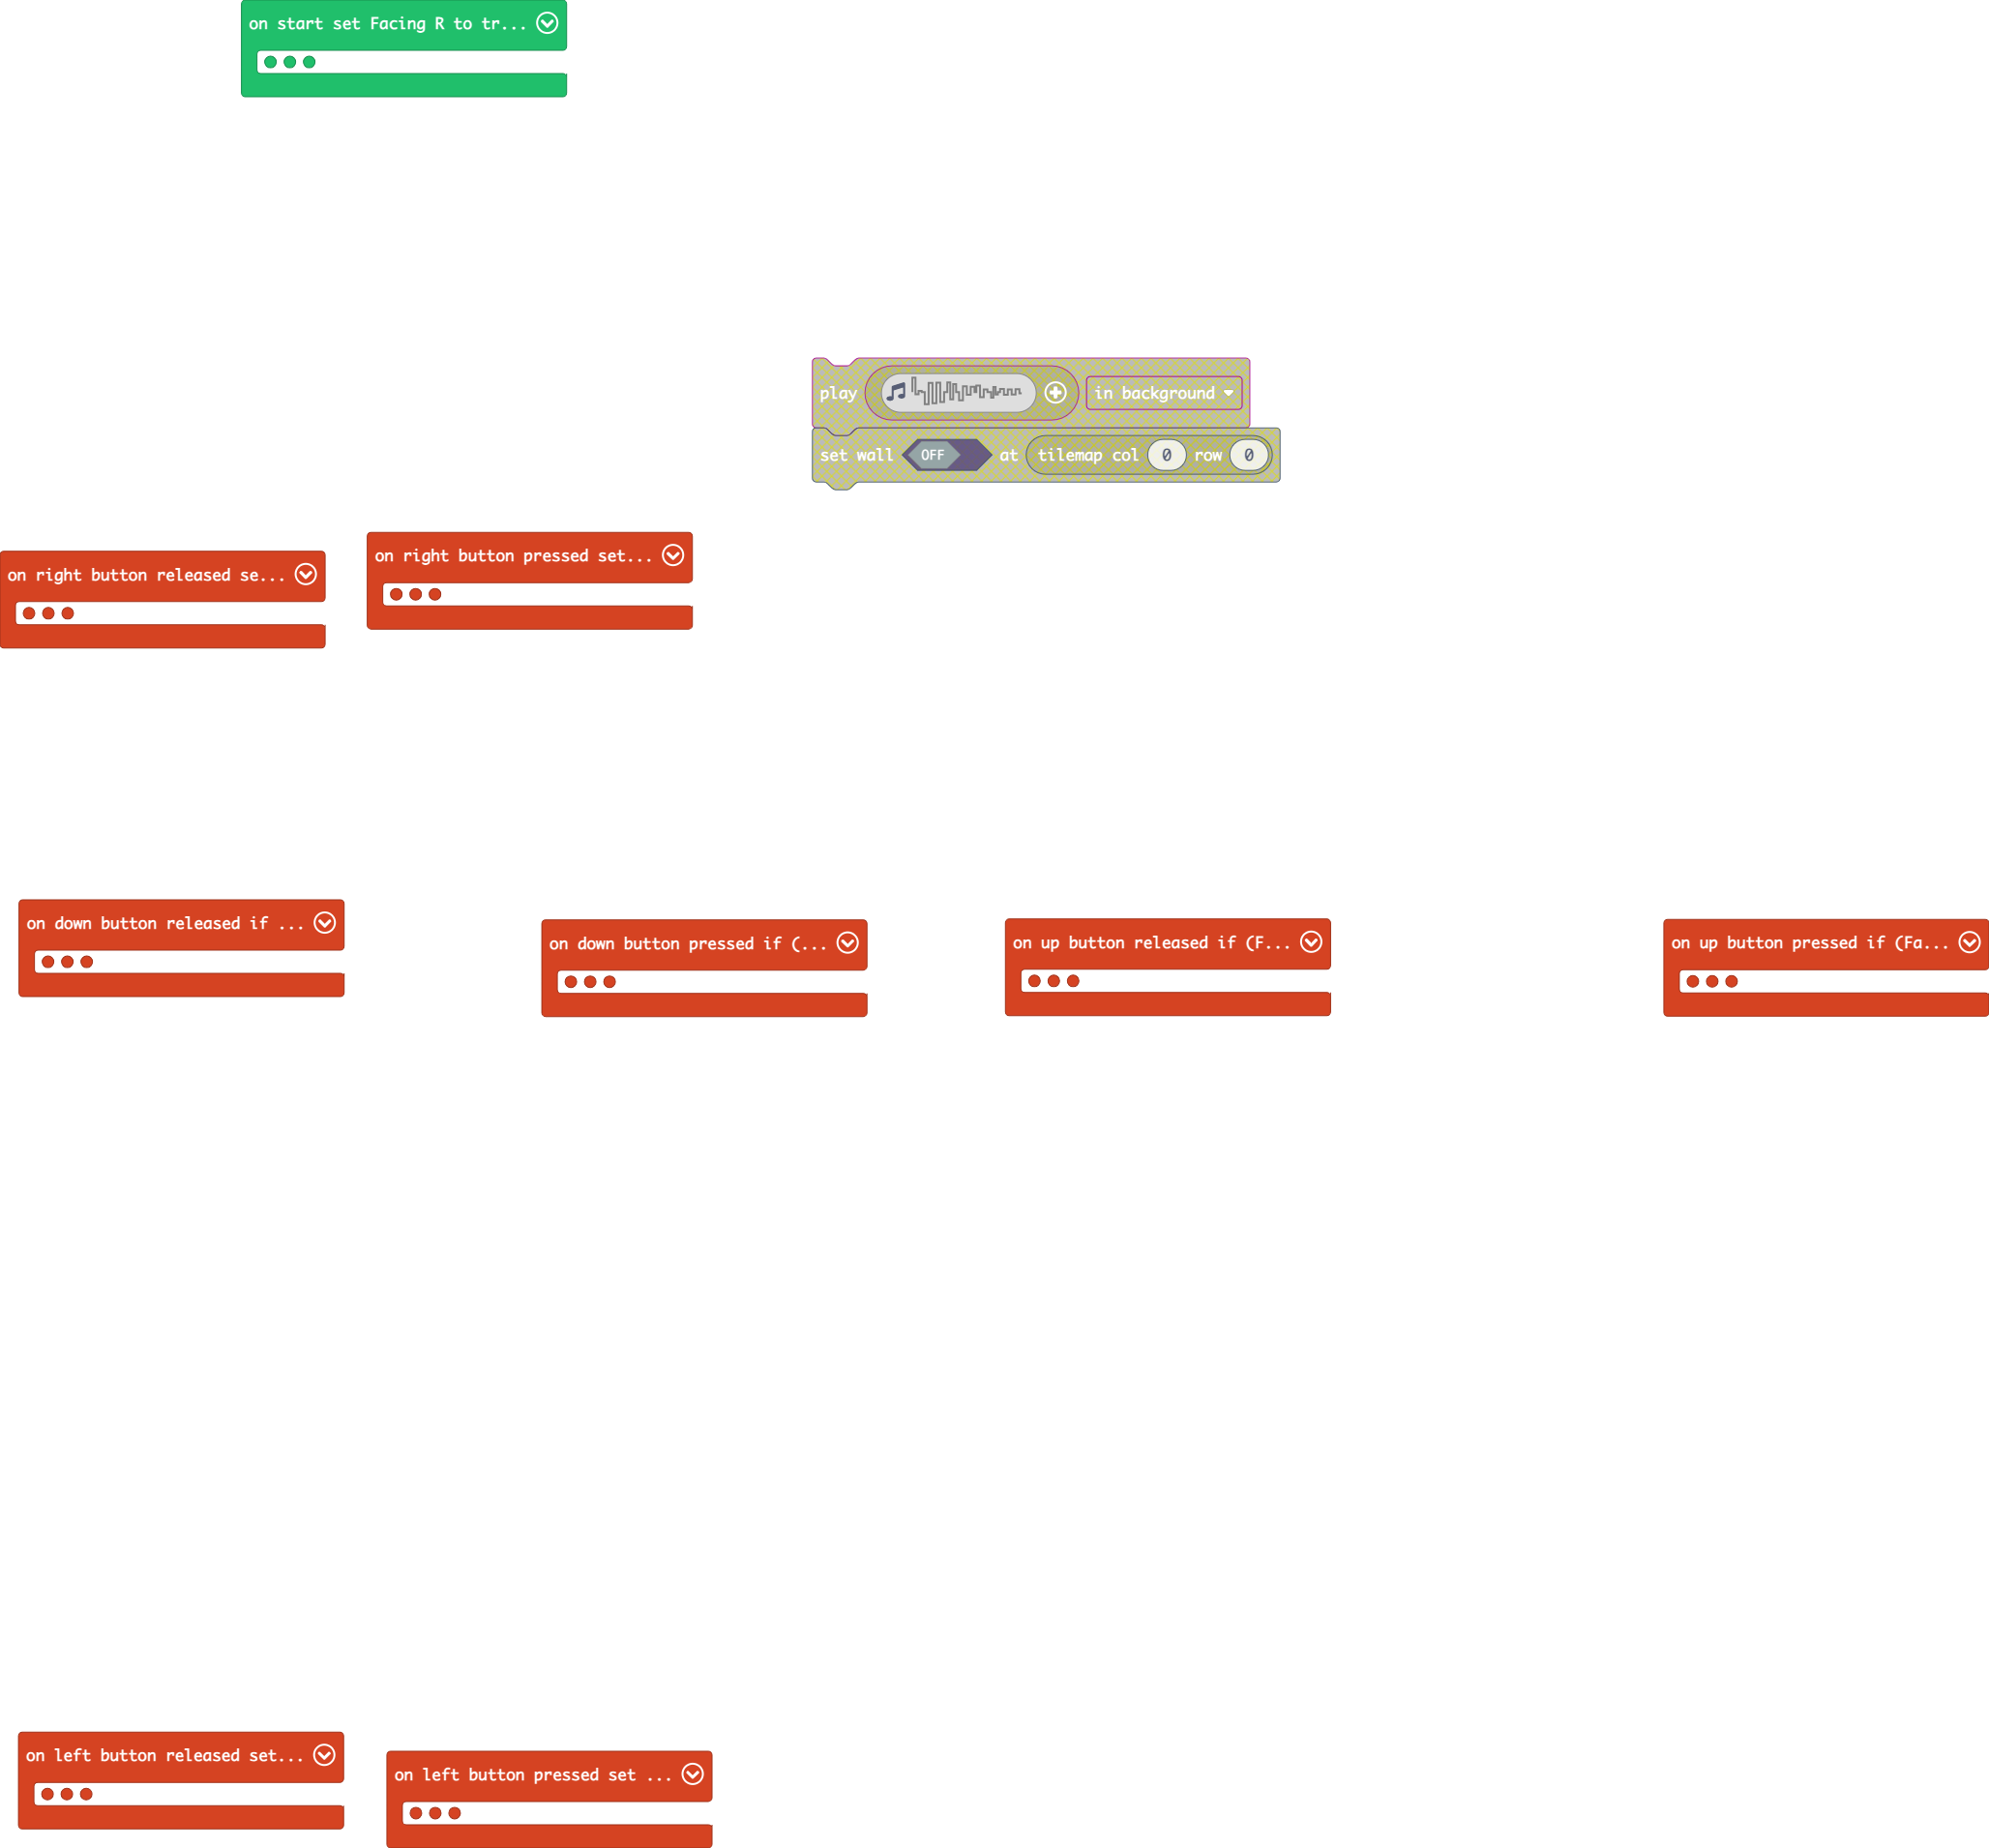 on start set Facing R to tr...
play in background
set wall OFF at tilemap col 0 row 0
on right button released se...
on right button pressed set...
on down button released if ...
on down button pressed if (...
on up button released if (F...
on up button pressed if (Fa...
on left button released set...
on left button pressed set ...